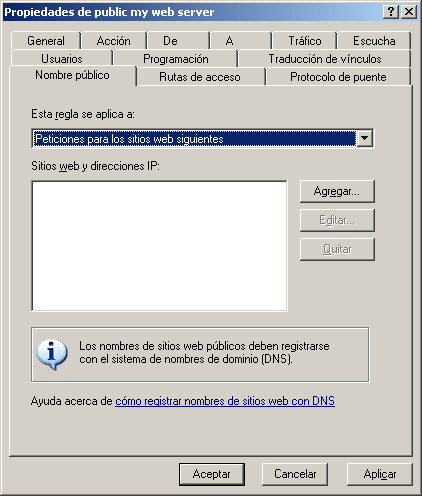 Propiedades de public my web server
General Acción De A Tráfico Escucha
Usuarios Programación Traducción de vínculos
Nombre público Rutas de acceso Protocolo de puente
Esta regla se aplica a:
Peticiones para los sitios web siguientes
Sitios web y direcciones IP:
Agregar...
Editar...
Quitar
Los nombres de sitios web públicos deben registrarse
con el sistema de nombres de dominio (DNS).
Ayuda acerca de cómo registrar nombres de sitios web con DNS
Aceptar Cancelar Aplicar